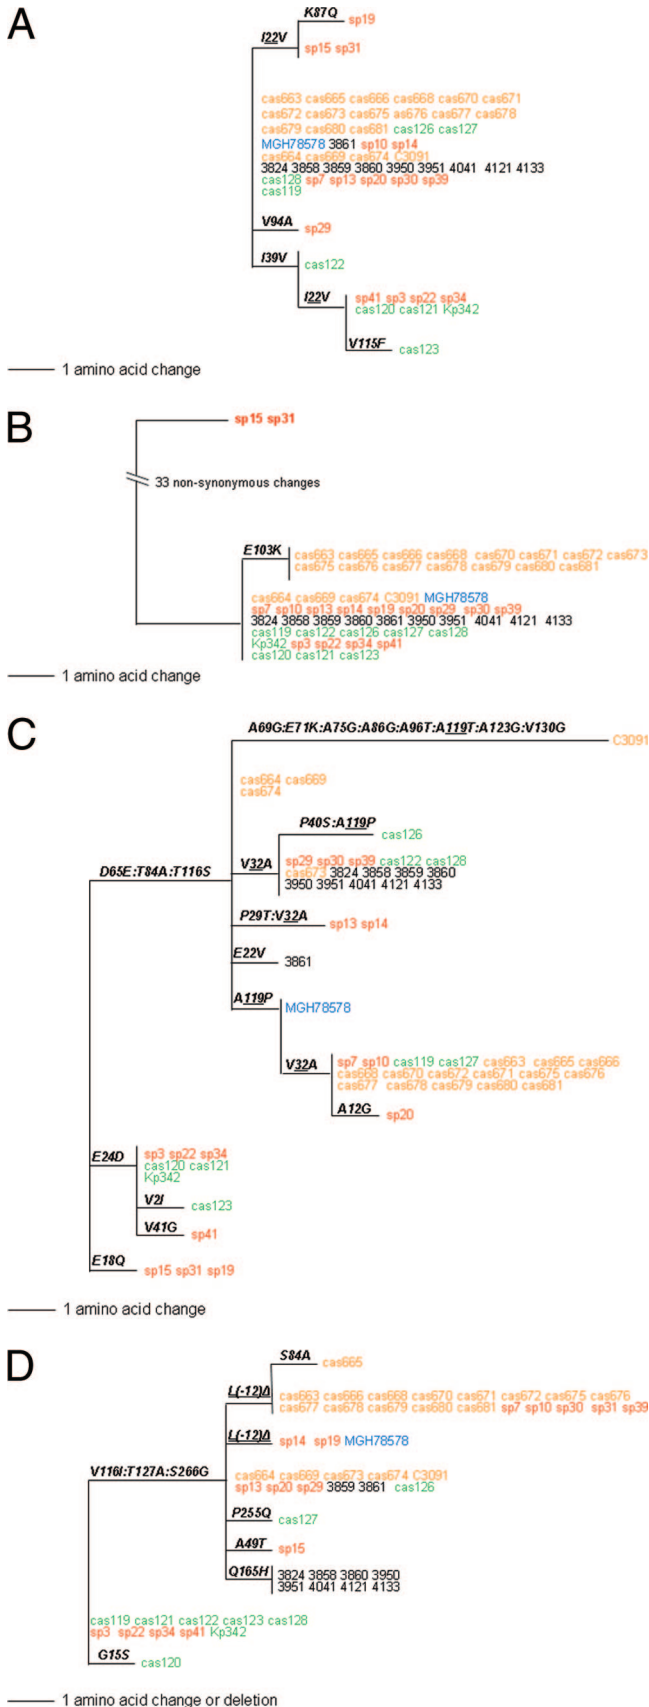 A
K87Q
sp19
I22V
sp15 sp31
cas663 cas665 cas666 cas668 cas670 cas671
cas672 cas673 cas675 as676 cas677 cas678
cas679 cas680 cas681 cas126 cas127
MGH78578 3861 sp10 sp14
cas664 cas669 cas674 C3091
3824 3858 3859 3860 3950 3951 4041 4121 4133
cas128 sp7 sp13 sp20 sp30 sp39
cas119
V94A
sp29
I39V
cas122
I22V
sp41 sp3 sp22 sp34
cas120 cas121 Kp342
V115F
cas123
1 amino acid change
B
sp15 sp31
33 non-synonymous changes
E103K
cas663 cas665 cas666 cas668 cas670 cas671 cas672 cas673
cas675 cas676 cas677 cas678 cas679 cas680 cas681
cas664 cas669 cas674 C3091 MGH78578
sp7 sp10 sp13 sp14 sp19 sp20 sp29 sp30 sp39
3824 3858 3859 3860 3861 3950 3951 4041 4121 4133
cas119 cas122 cas126 cas127 cas128
Kp342 sp3 sp22 sp34 sp41
cas120 cas121 cas123
1 amino acid change
C
A69G:E71K:A75G:A86G:A96T:A119T:A123G:V130G
C3091
cas664 cas669
cas674
P40S:A119P
cas126
V32A
sp29 sp30 sp39 cas122 cas128
cas673 3824 3858 3859 3860
3950 3951 4041 4121 4133
D65E:T84A:T116S
P29T:V32A
sp13 sp14
E22V
3861
A119P
MGH78578
V32A
sp7 sp10 cas119 cas127 cas663 cas665 cas666
cas668 cas670 cas672 cas671 cas675 cas676
cas677 cas678 cas679 cas680 cas681
A12G
sp20
E24D
sp3 sp22 sp34
cas120 cas121
Kp342
V2I
cas123
V41G
sp41
E18Q
sp15 sp31 sp19
1 amino acid change
D
S84A
cas665
L(-12)Δ
cas663 cas666 cas668 cas670 cas671 cas672 cas675 cas676
cas677 cas678 cas679 cas680 cas681 sp7 sp10 sp30 sp31 sp39
L(-12)Δ
sp14 sp19 MGH78578
V116I:T127A:S266G
cas664 cas669 cas673 cas674 C3091
sp13 sp20 sp29 3859 3861 cas126
P255Q
cas127
A49T
sp15
Q165H
3824 3858 3860 3950
3951 4041 4121 4133
cas119 cas121 cas122 cas123 cas128
sp3 sp22 sp34 sp41 Kp342
G15S
cas120
1 amino acid change or deletion